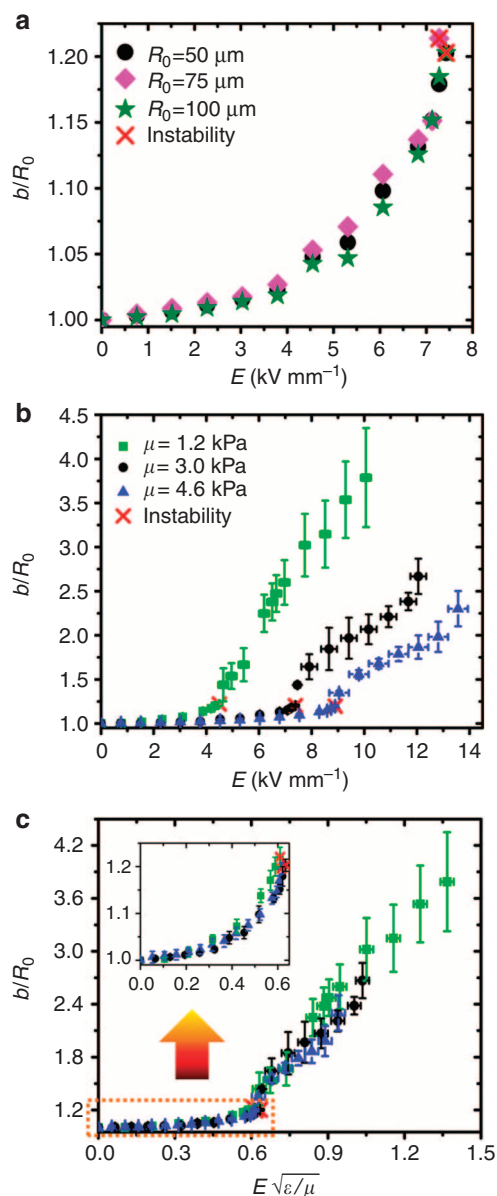 a
b/R₀
1.20
1.15
1.10
1.05
1.00
R₀=50 μm
R₀=75 μm
R₀=100 μm
Instability
0 1 2 3 4 5 6 7 8
E (kV mm⁻¹)
b
b/R₀
4.5
4.0
3.5
3.0
2.5
2.0
1.5
1.0
μ = 1.2 kPa
μ = 3.0 kPa
μ = 4.6 kPa
Instability
0 2 4 6 8 10 12 14
E (kV mm⁻¹)
c
b/R₀
4.2
3.6
3.0
2.4
1.8
1.2
1.2
1.1
1.0
0.0 0.2 0.4 0.6
0.0 0.3 0.6 0.9 1.2 1.5
E √ε/μ